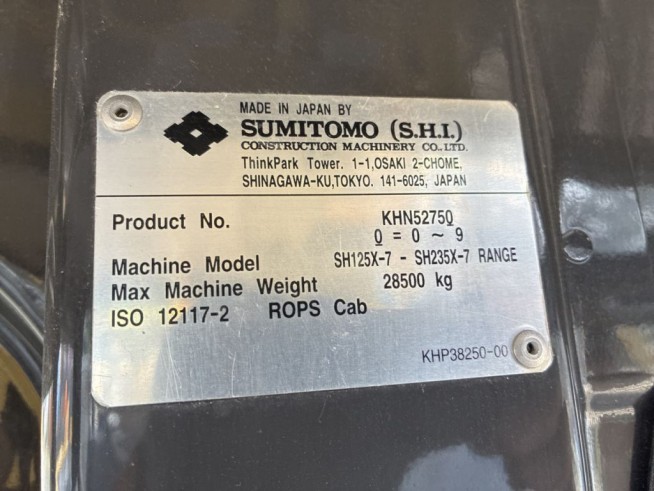 MADE IN JAPAN BY
SUMITOMO (S.H.I.)
CONSTRUCTION MACHINERY CO., LTD.
ThinkPark Tower. 1-1,OSAKI 2-CHOME,
SHINAGAWA-KU,TOKYO. 141-6025, JAPAN
Product No. KHN52750
0 = 0 ~ 9
Machine Model SH125X-7 - SH235X-7 RANGE
Max Machine Weight 28500 kg
ISO 12117-2 ROPS Cab
KHP38250-00